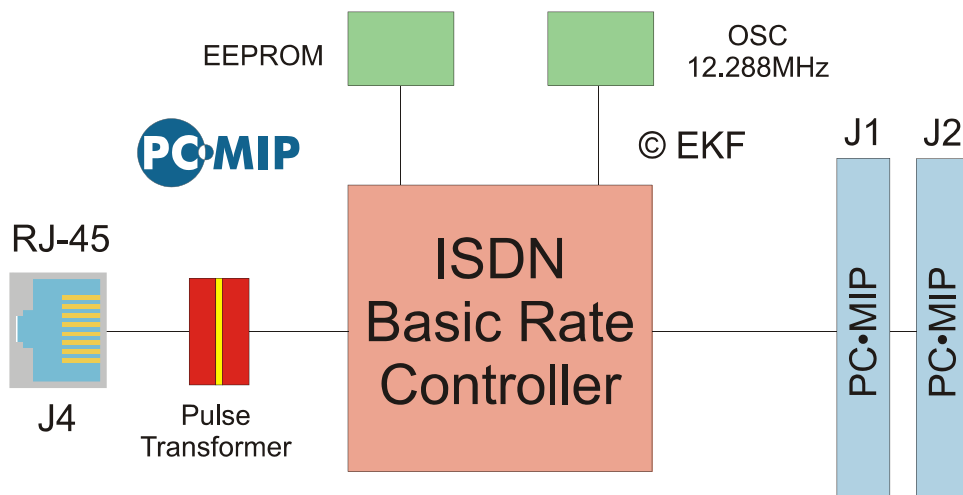 EEPROM
OSC
12.288MHz
PC•MIP
© EKF
J1
J2
RJ-45
ISDN
Basic Rate
Controller
PC•MIP
PC•MIP
J4
Pulse
Transformer